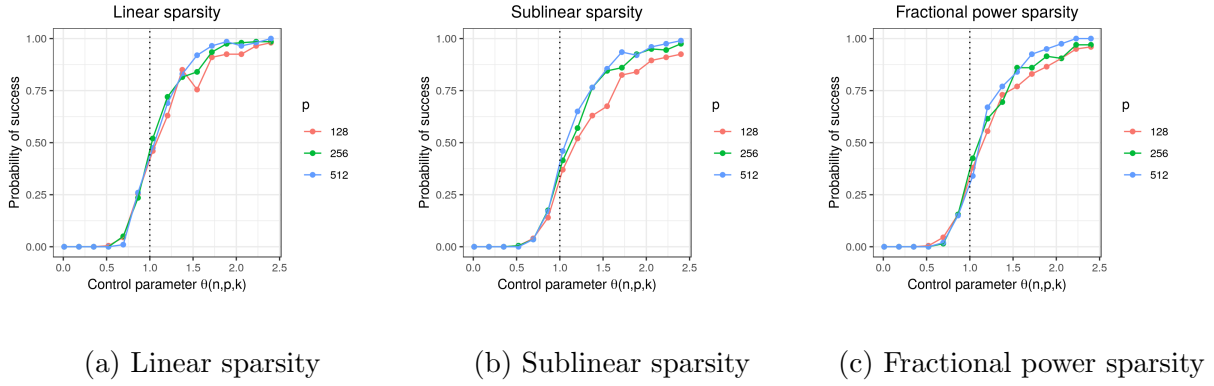 Linear sparsity
Probability of success
1.00
0.75
0.50
0.25
0.00
0.0 0.5 1.0 1.5 2.0 2.5
Control parameter θ(n,p,k)
p
128
256
512
(a) Linear sparsity
Sublinear sparsity
Probability of success
1.00
0.75
0.50
0.25
0.00
0.0 0.5 1.0 1.5 2.0 2.5
Control parameter θ(n,p,k)
p
128
256
512
(b) Sublinear sparsity
Fractional power sparsity
Probability of success
1.00
0.75
0.50
0.25
0.00
0.0 0.5 1.0 1.5 2.0 2.5
Control parameter θ(n,p,k)
p
128
256
512
(c) Fractional power sparsity